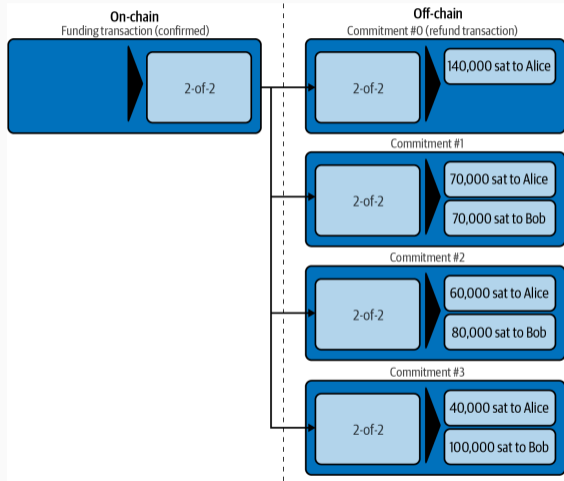 On-chain
Funding transaction (confirmed)
2-of-2
Off-chain
Commitment #0 (refund transaction)
2-of-2
140,000 sat to Alice
Commitment #1
2-of-2
70,000 sat to Alice
70,000 sat to Bob
Commitment #2
2-of-2
60,000 sat to Alice
80,000 sat to Bob
Commitment #3
2-of-2
40,000 sat to Alice
100,000 sat to Bob